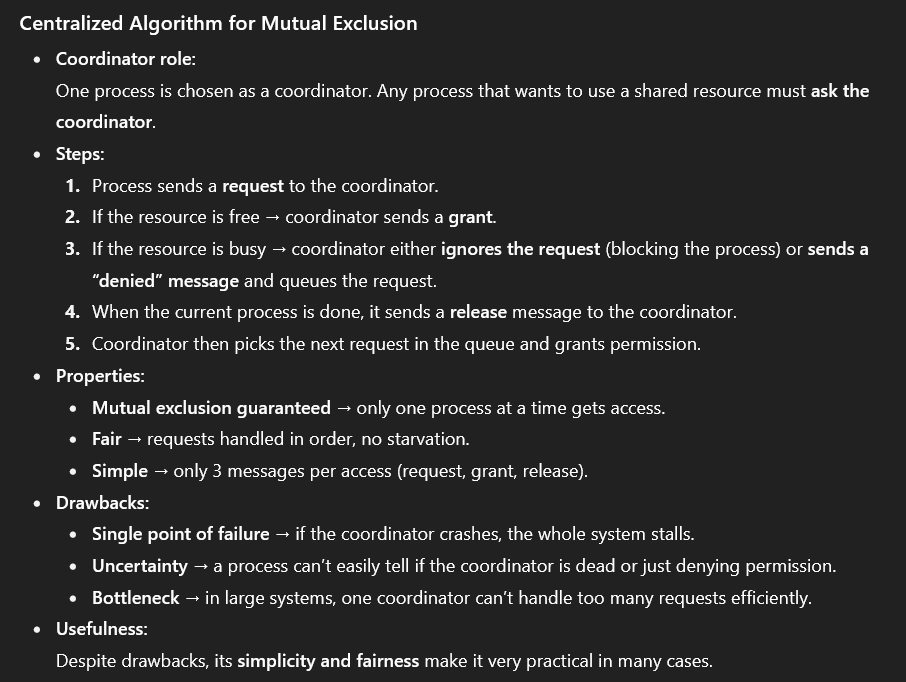 Centralized Algorithm for Mutual Exclusion
• Coordinator role:
One process is chosen as a coordinator. Any process that wants to use a shared resource must ask the
coordinator.
• Steps:
1. Process sends a request to the coordinator.
2. If the resource is free → coordinator sends a grant.
3. If the resource is busy → coordinator either ignores the request (blocking the process) or sends a
“denied” message and queues the request.
4. When the current process is done, it sends a release message to the coordinator.
5. Coordinator then picks the next request in the queue and grants permission.
• Properties:
• Mutual exclusion guaranteed → only one process at a time gets access.
• Fair → requests handled in order, no starvation.
• Simple → only 3 messages per access (request, grant, release).
• Drawbacks:
• Single point of failure → if the coordinator crashes, the whole system stalls.
• Uncertainty → a process can’t easily tell if the coordinator is dead or just denying permission.
• Bottleneck → in large systems, one coordinator can’t handle too many requests efficiently.
• Usefulness:
Despite drawbacks, its simplicity and fairness make it very practical in many cases.